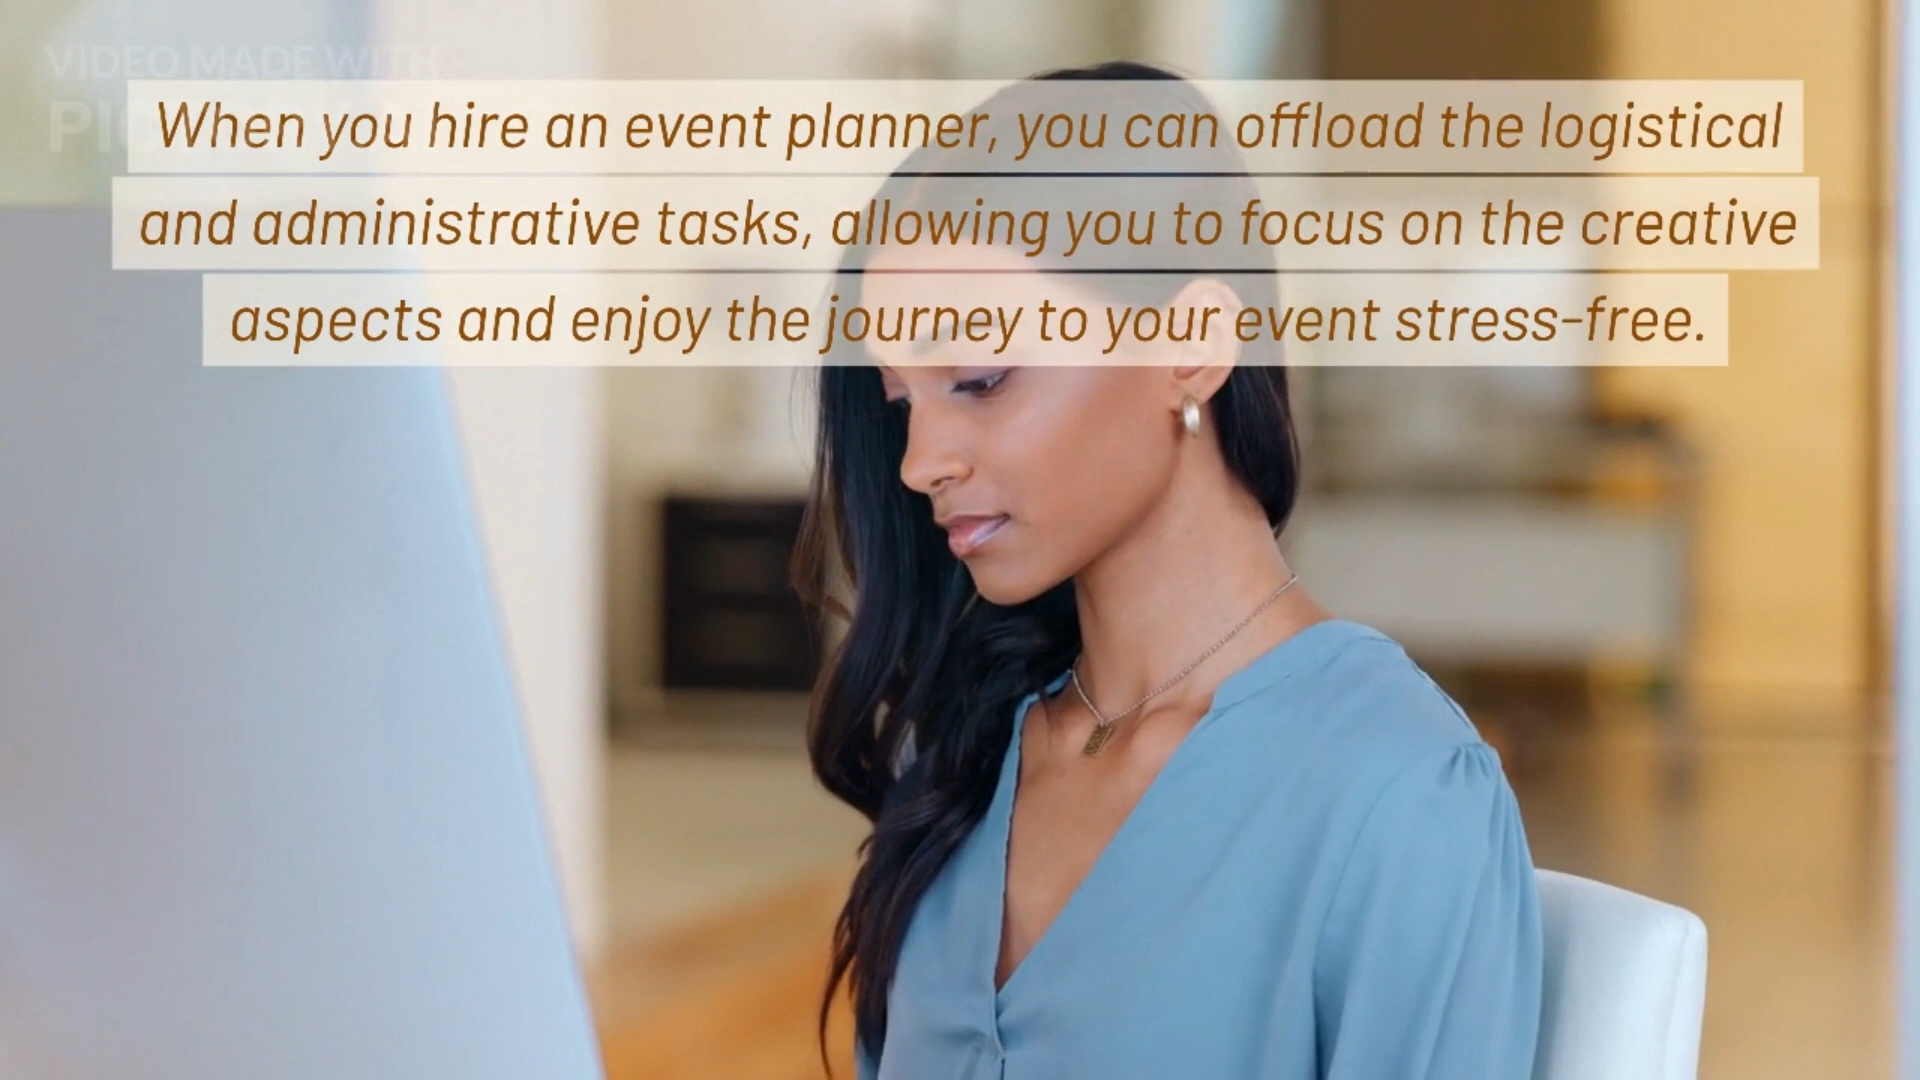 VIDEO MADE WITH
When you hire an event planner, you can offload the logistical
and administrative tasks, allowing you to focus on the creative
aspects and enjoy the journey to your event stress-free.